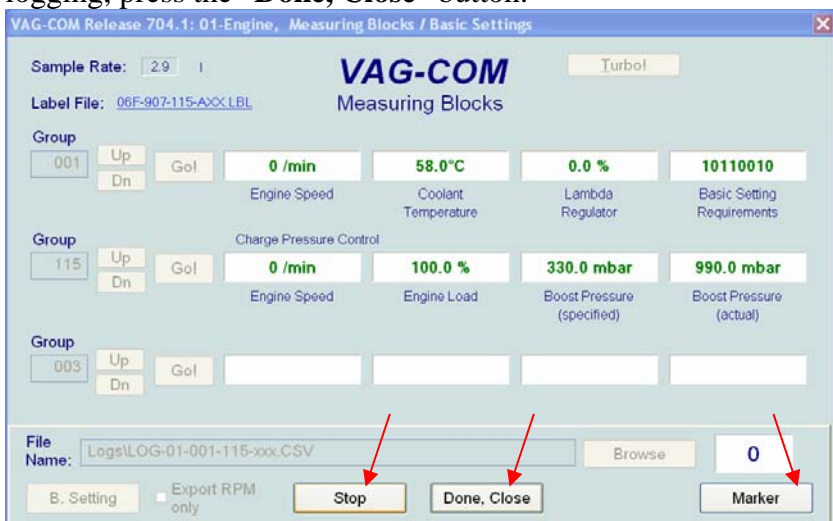 logging, press the "Done, Close" button.
VAG-COM Release 704.1: 01-Engine, Measuring Blocks / Basic Settings
Sample Rate: 2.9 I
VAG-COM
Turbo!
Label File: 06F-907-115-AXX.LBL
Measuring Blocks
Group
001 Up Dn Go! 0 /min 58.0°C 0.0 % 10110010
Engine Speed Coolant Temperature Lambda Regulator Basic Setting Requirements
Group Charge Pressure Control
115 Up Dn Go! 0 /min 100.0 % 330.0 mbar 990.0 mbar
Engine Speed Engine Load Boost Pressure (specified) Boost Pressure (actual)
Group
003 Up Dn Go!
File Name: Logs\LOG-01-001-115-xxx.CSV Browse 0
B. Setting Export RPM only Stop Done, Close Marker